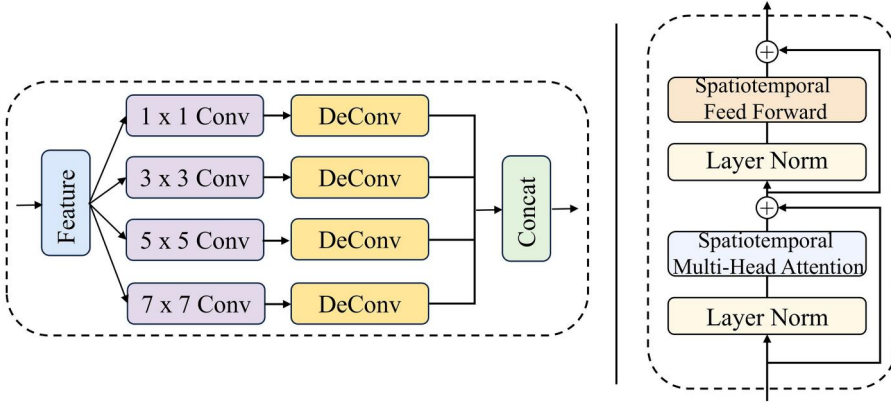 Feature
1 x 1 Conv
DeConv
3 x 3 Conv
DeConv
5 x 5 Conv
DeConv
7 x 7 Conv
DeConv
Concat
Spatiotemporal
Feed Forward
Layer Norm
Spatiotemporal
Multi-Head Attention
Layer Norm